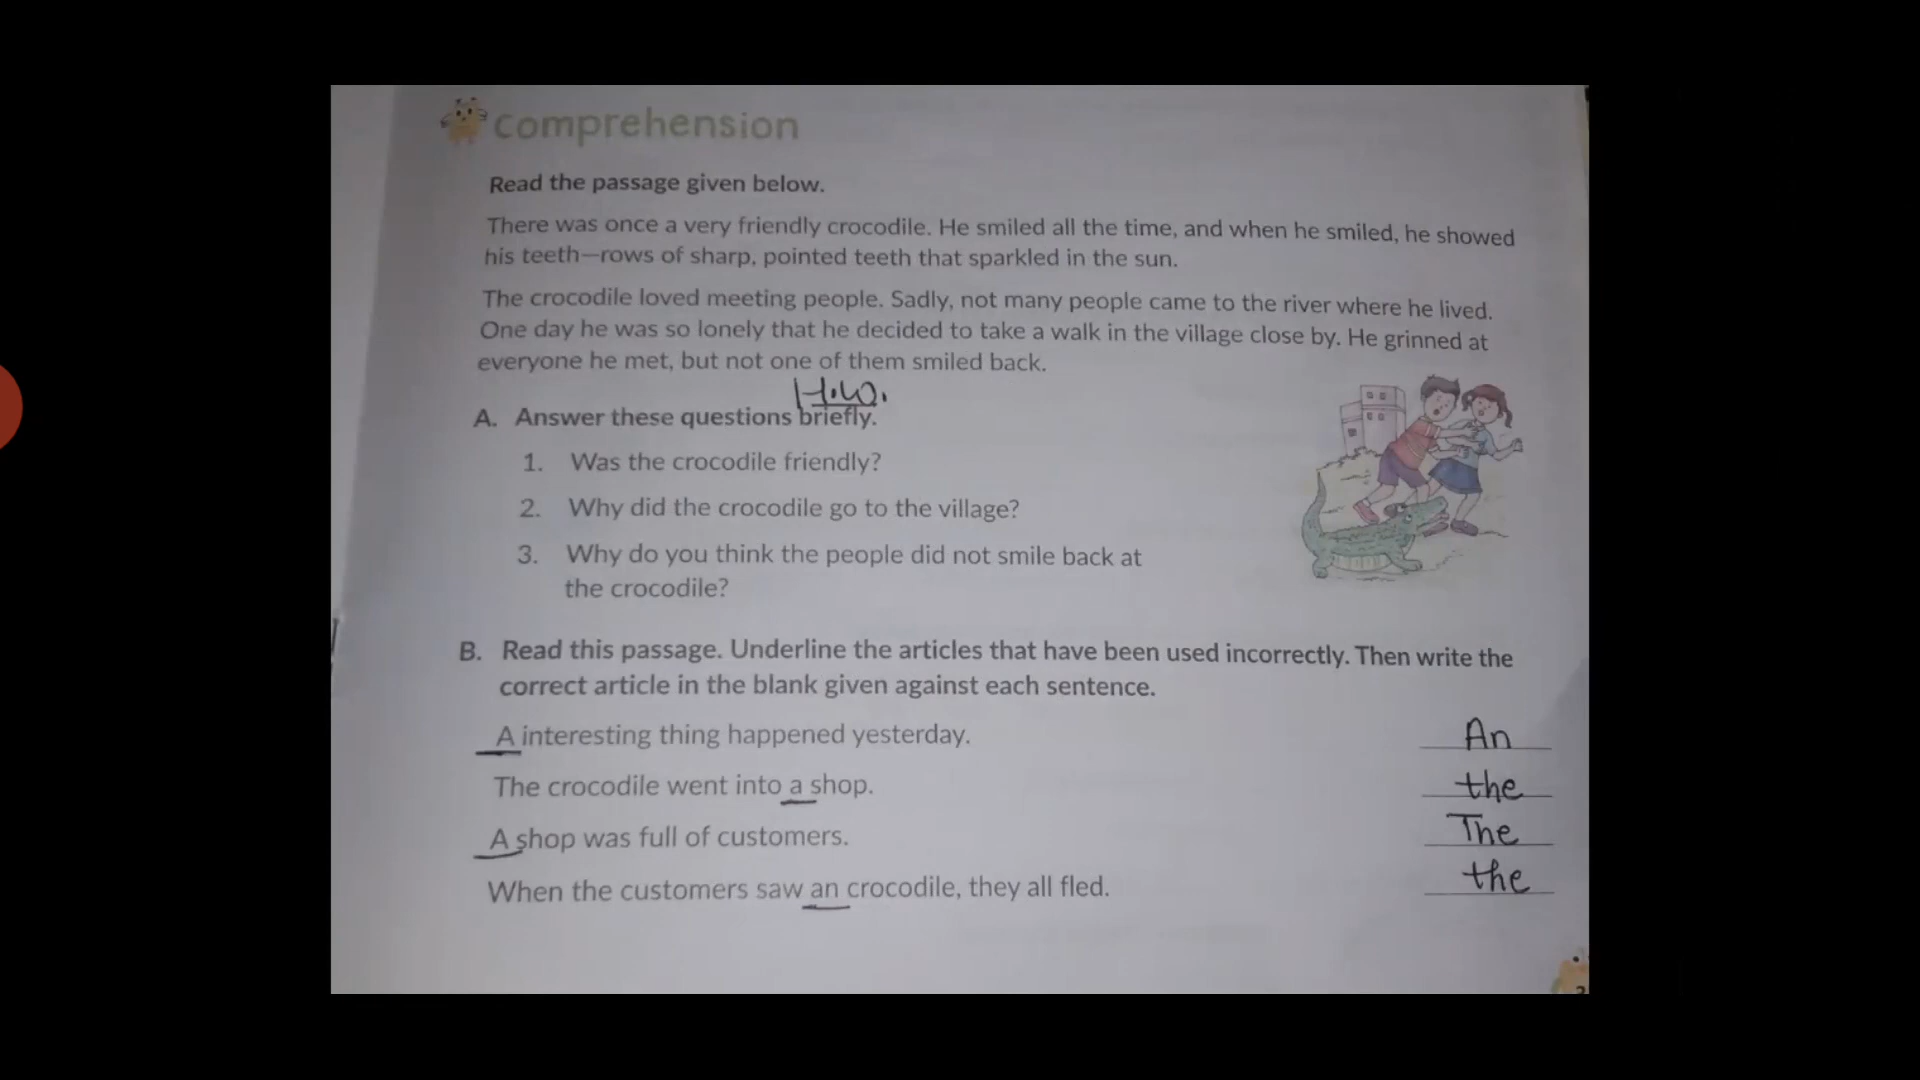 comprehension
Read the passage given below.
There was once a very friendly crocodile. He smiled all the time, and when he smiled, he showed
his teeth—rows of sharp, pointed teeth that sparkled in the sun.
The crocodile loved meeting people. Sadly, not many people came to the river where he lived.
One day he was so lonely that he decided to take a walk in the village close by. He grinned at
everyone he met, but not one of them smiled back.
H.W.
A. Answer these questions briefly.
1. Was the crocodile friendly?
2. Why did the crocodile go to the village?
3. Why do you think the people did not smile back at
the crocodile?
B. Read this passage. Underline the articles that have been used incorrectly. Then write the
correct article in the blank given against each sentence.
A interesting thing happened yesterday. An
The crocodile went into a shop. the
A shop was full of customers. The
When the customers saw an crocodile, they all fled. the